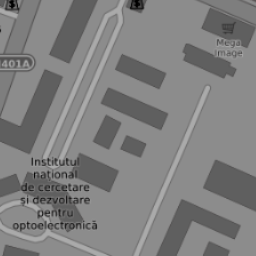 Mega
Image
401A
Institutul
național
de cercetare
și dezvoltare
pentru
optoelectronică